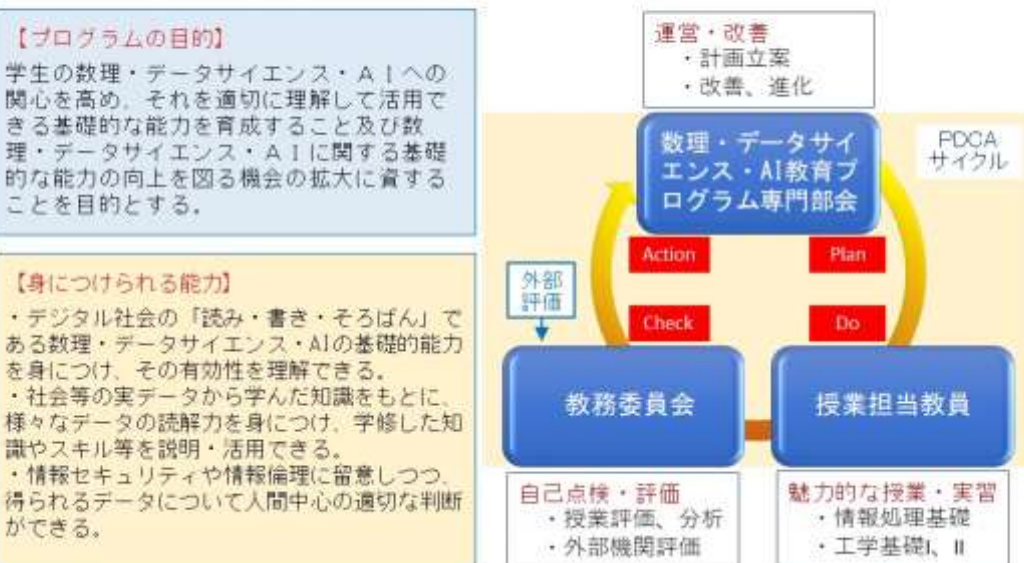 【プログラムの目的】
学生の数理・データサイエンス・AIへの
関心を高め、それを適切に理解して活用で
きる基礎的な能力を育成すること及び数
理・データサイエンス・AIに関する基礎
的な能力の向上を図る機会の拡大に資する
ことを目的とする。
【身につけられる能力】
・デジタル社会の「読み・書き・そろばん」で
ある数理・データサイエンス・AIの基礎的能力
を身につけ、その有効性を理解できる。
・社会等の実データから学んだ知識をもとに、
様々なデータの読解力を身につけ、学修した知
識やスキル等を説明・活用できる。
・情報セキュリティや情報倫理に留意しつつ、
得られるデータについて人間中心の適切な判断
ができる。
運営・改善
・計画立案
・改善、進化
数理・データサイ
エンス・AI教育プ
ログラム専門部会
PDCA
サイクル
Action
Plan
外部
評価
Check
Do
教務委員会
授業担当教員
自己点検・評価
・授業評価、分析
・外部機関評価
魅力的な授業・実習
・情報処理基礎
・工学基礎Ⅰ、Ⅱ